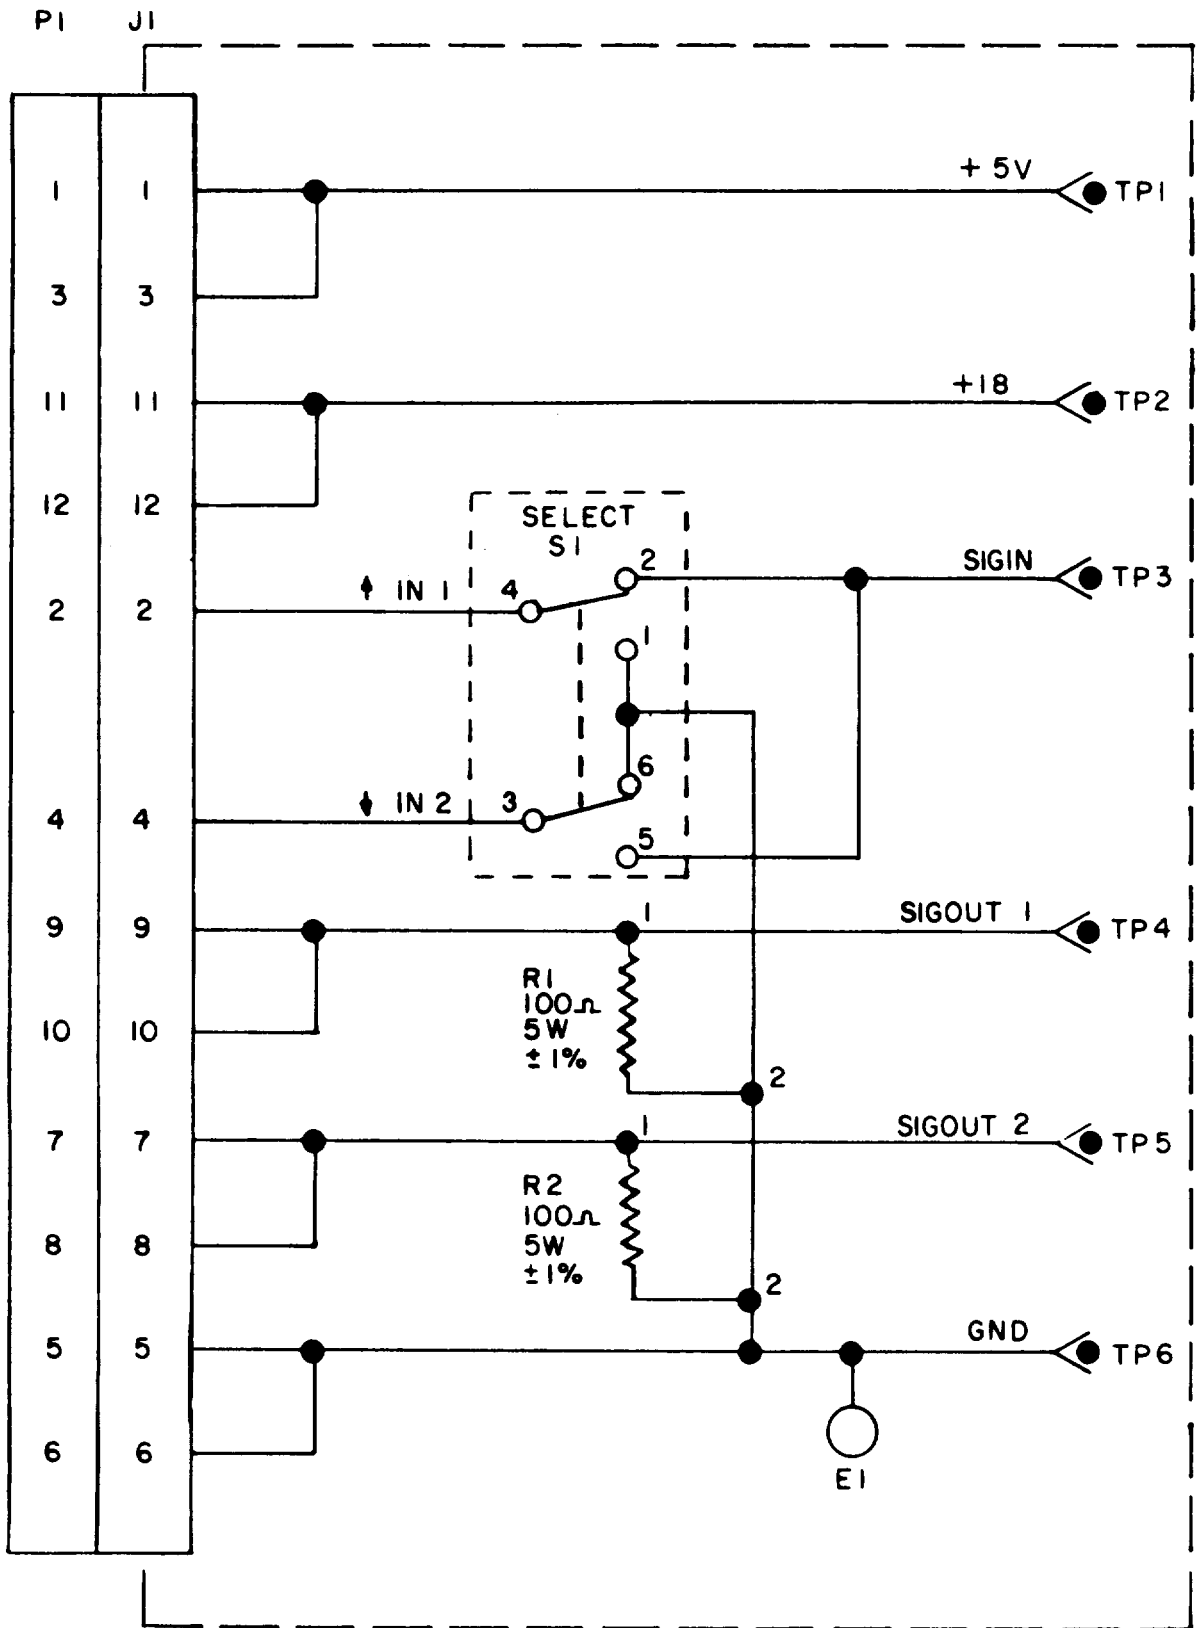 P1 J1
1 1 +5V TP1
3 3
11 11 +18 TP2
12 12
SELECT
S1
2 SIGIN TP3
2 2 IN 1 4
1
6
4 4 IN 2 3
5
9 9 1 SIGOUT 1 TP4
R1
100Ω
5W
±1%
10 10
2
7 7 1 SIGOUT 2 TP5
R2
100Ω
5W
±1%
8 8
2
5 5 GND TP6
6 6
E1